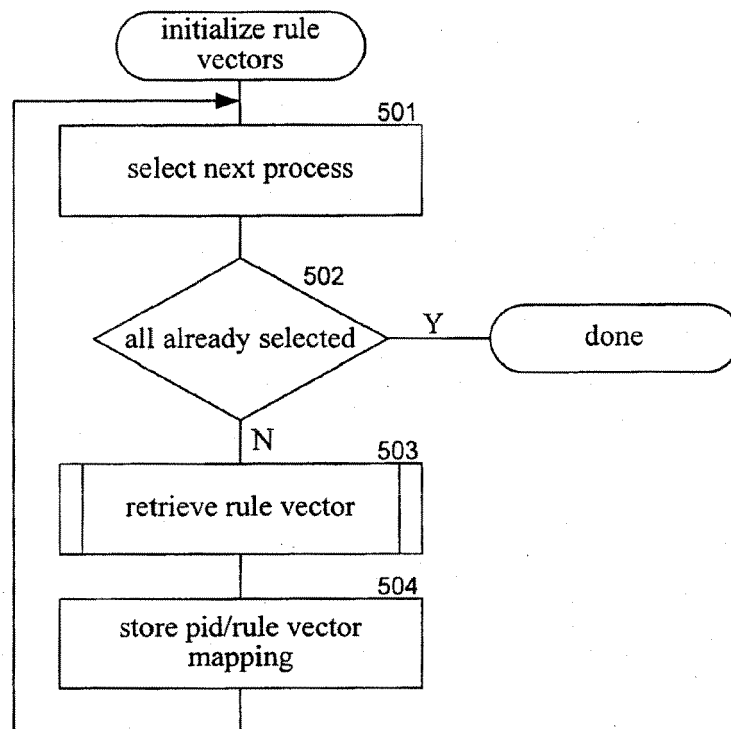 initialize rule
vectors
501
select next process
502
all already selected
Y
done
N
503
retrieve rule vector
504
store pid/rule vector
mapping